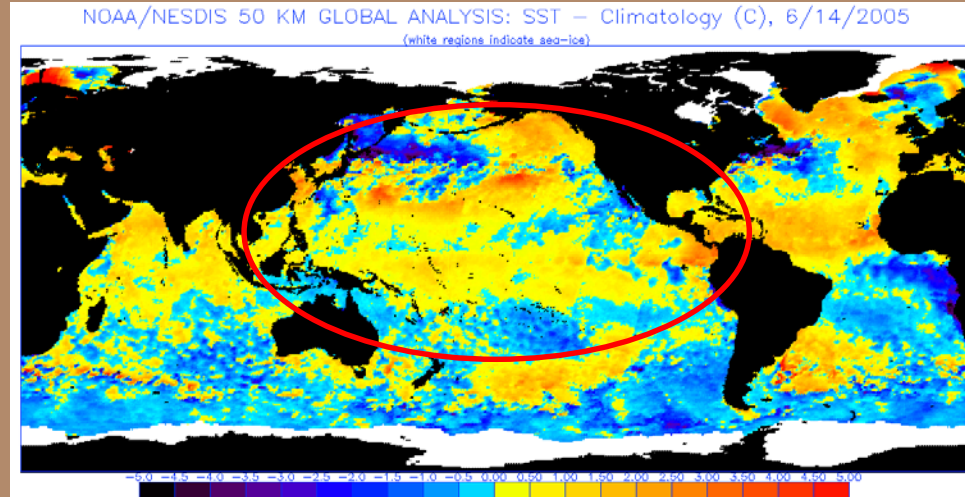 NOAA/NESDIS 50 KM GLOBAL ANALYSIS: SST – Climatology (C), 6/14/2005
(white regions indicate sea-ice)
-5.0 -4.5 -4.0 -3.5 -3.0 -2.5 -2.0 -1.5 -1.0 -0.5 0.00 0.50 1.00 1.50 2.00 2.50 3.00 3.50 4.00 4.50 5.00